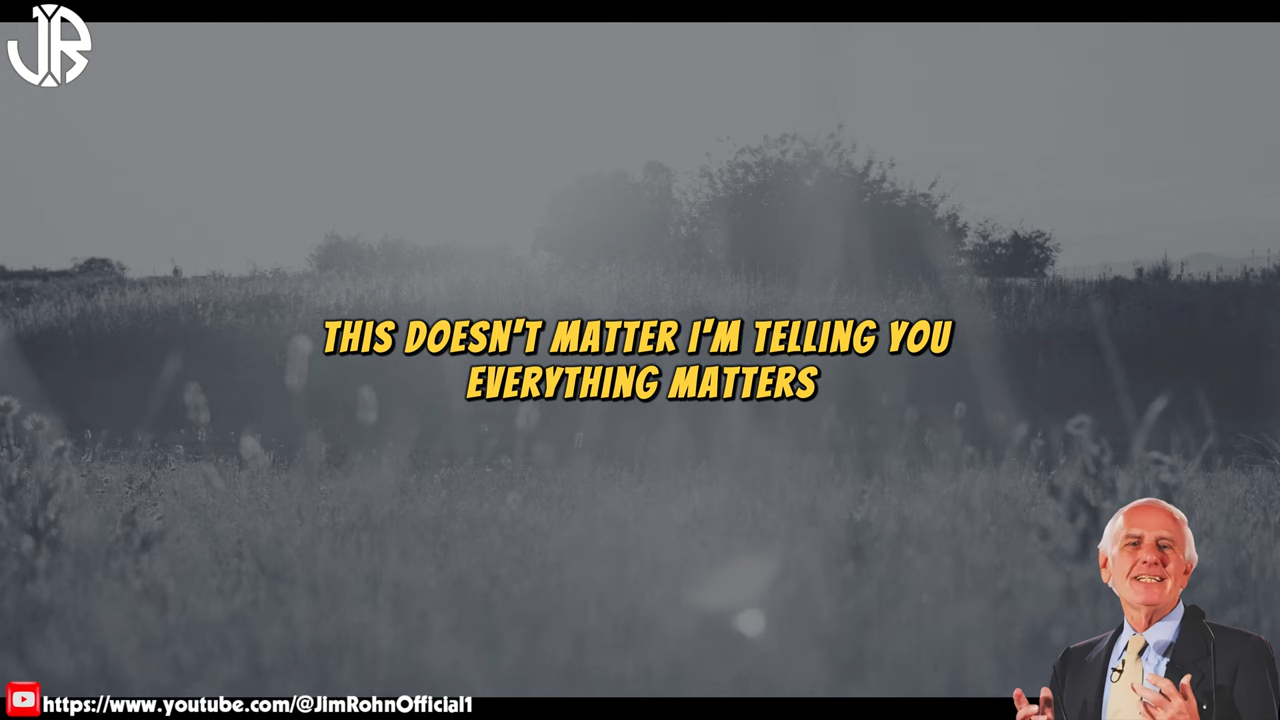 JR
THIS DOESN'T MATTER I'M TELLING YOU
EVERYTHING MATTERS
https://www.youtube.com/@JimRohnOfficial1